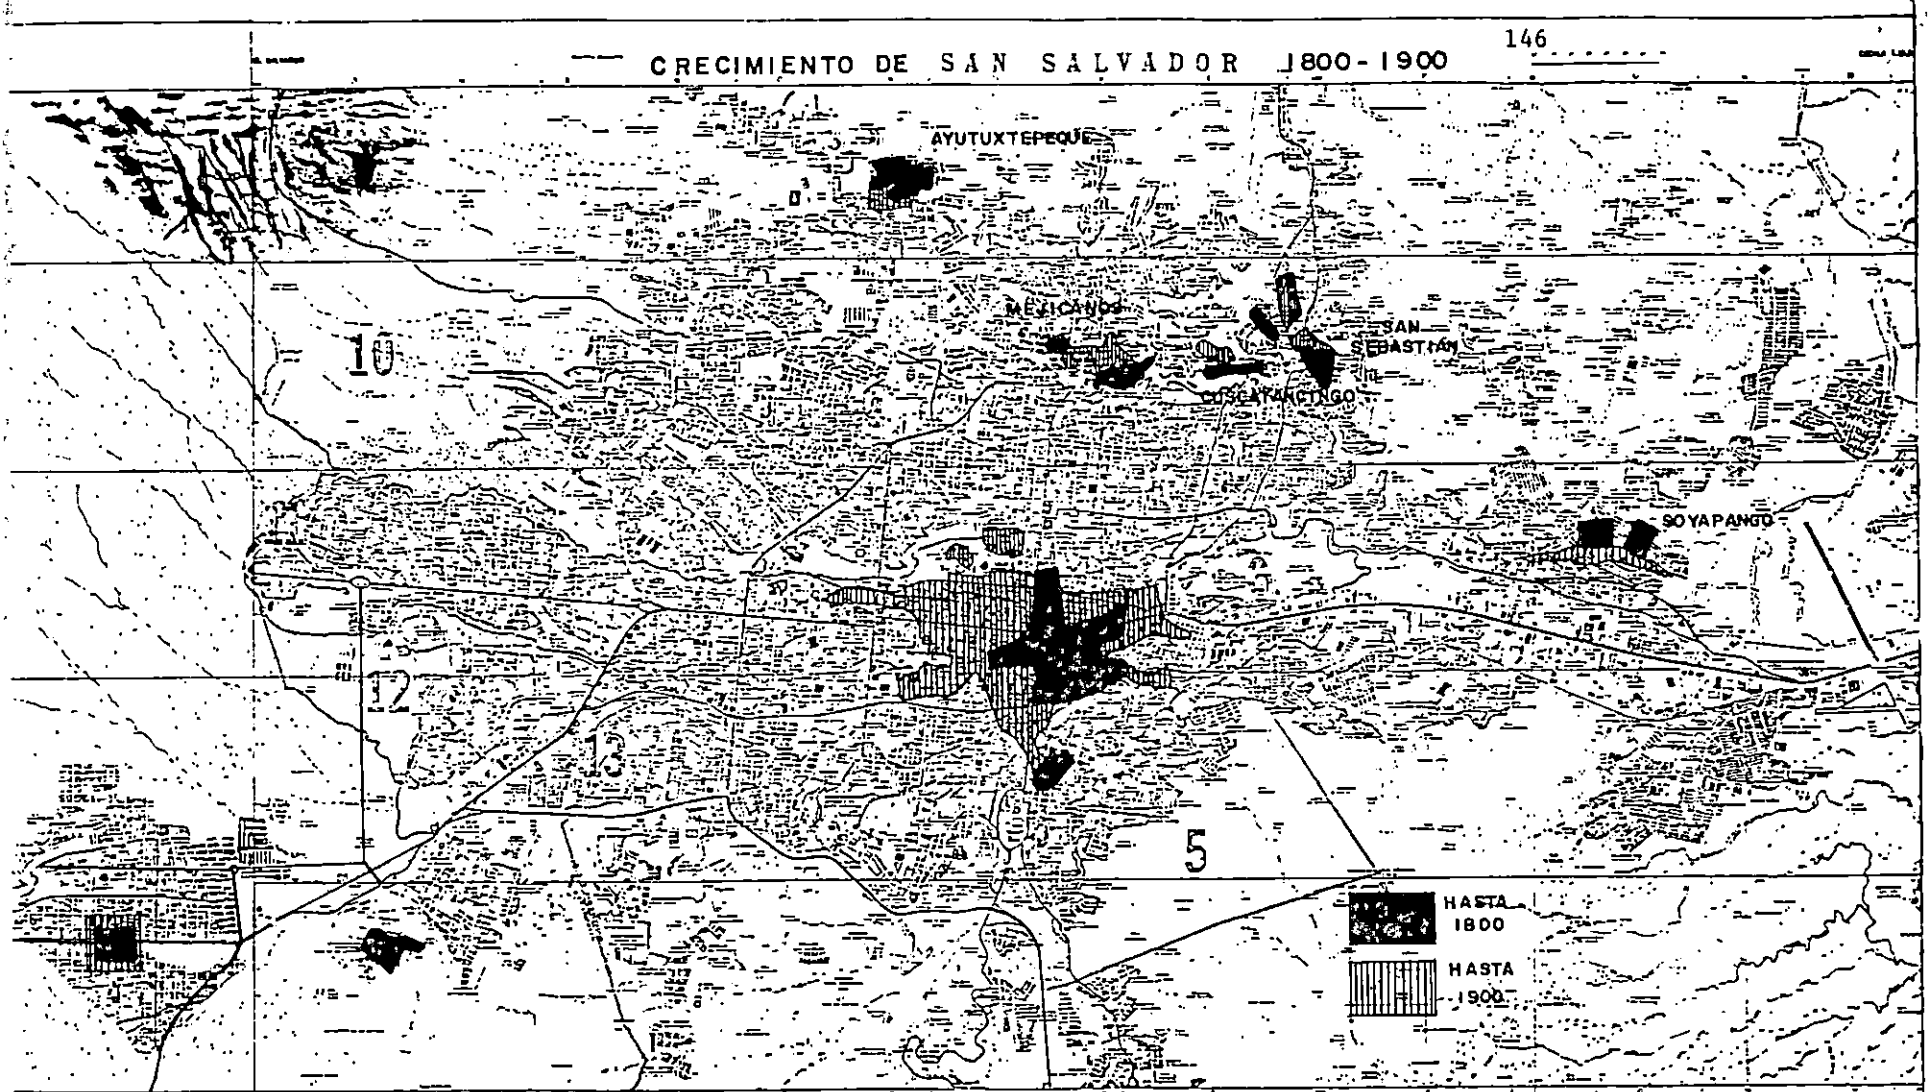 146
CRECIMIENTO DE SAN SALVADOR 1800-1900
AYUTUXTEPEQUE
MEJICANOS
SAN
SEBASTIAN
CUSCATANCINGO
10
SOYAPANGO
12
13
5
HASTA
1800
HASTA
1900